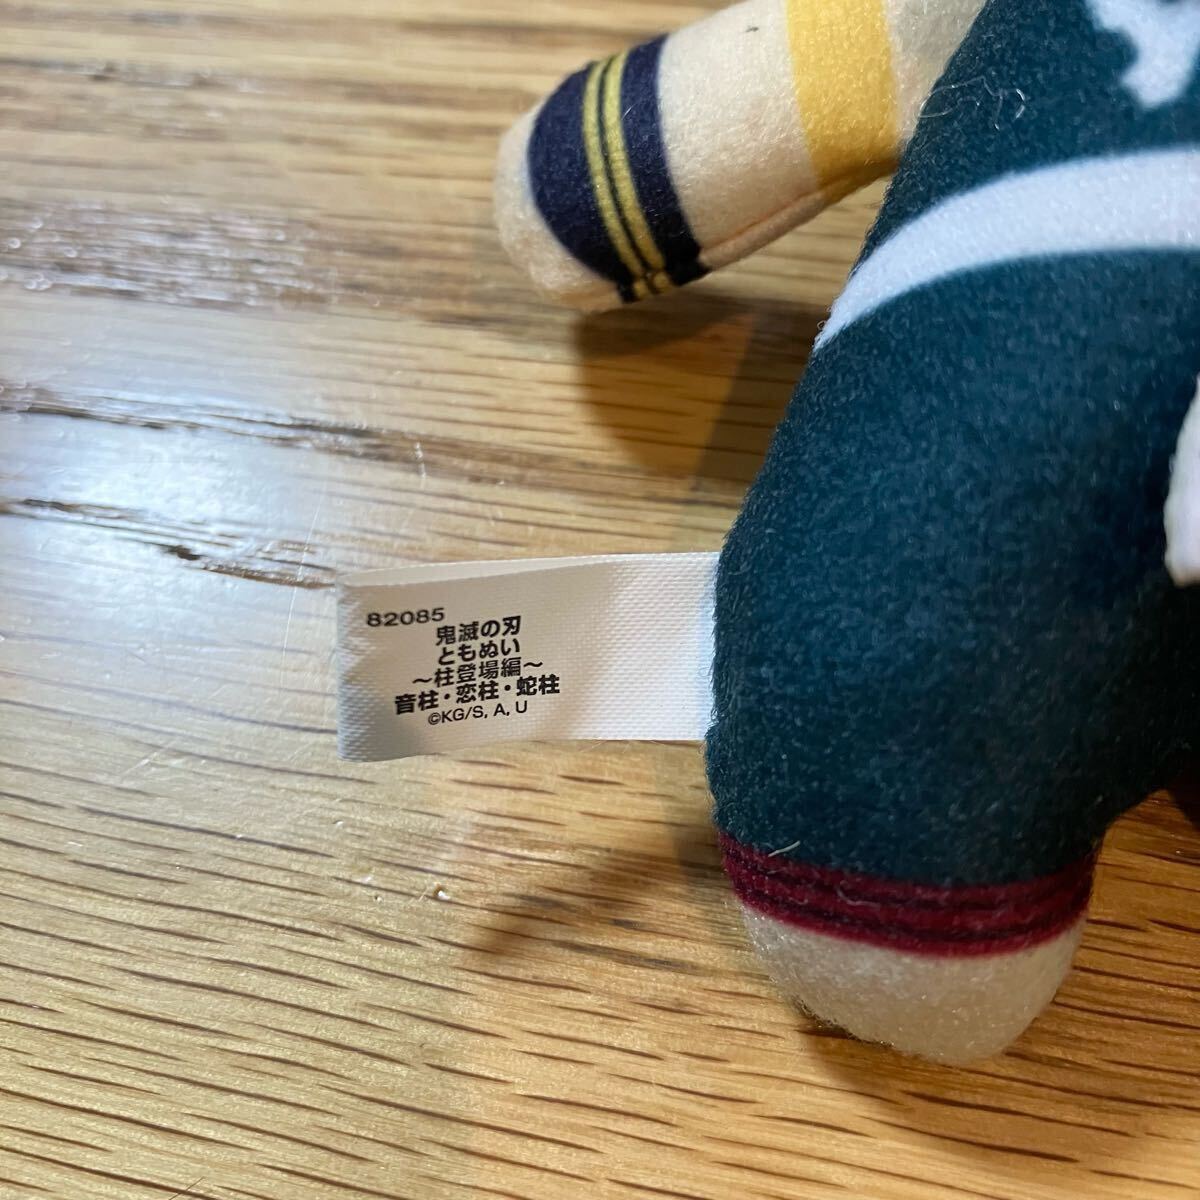 82085
鬼滅の刃
ともぬい
～柱登場編～
音柱・恋柱・蛇柱
©KG/S, A, U